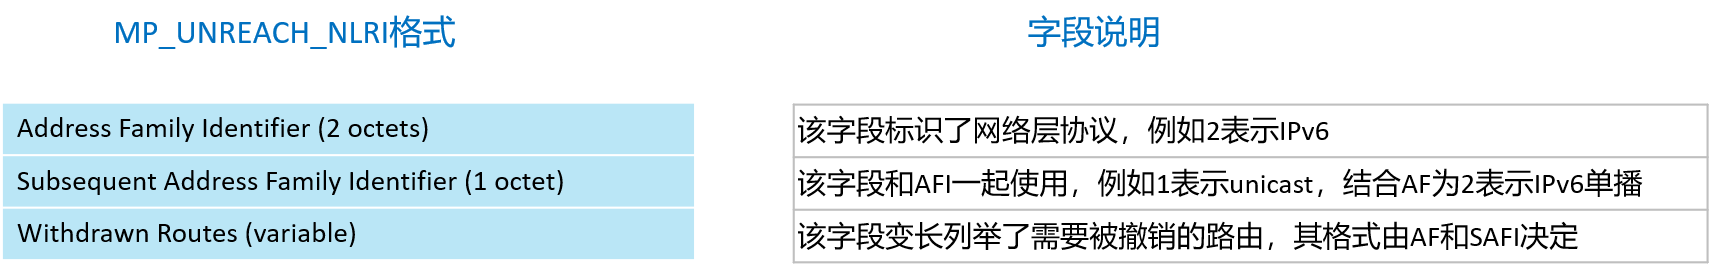 MP_UNREACH_NLRI格式
字段说明
Address Family Identifier (2 octets)
该字段标识了网络层协议，例如2表示IPv6
Subsequent Address Family Identifier (1 octet)
该字段和AFI一起使用，例如1表示unicast，结合AF为2表示IPv6单播
Withdrawn Routes (variable)
该字段变长列举了需要被撤销的路由，其格式由AF和SAFI决定